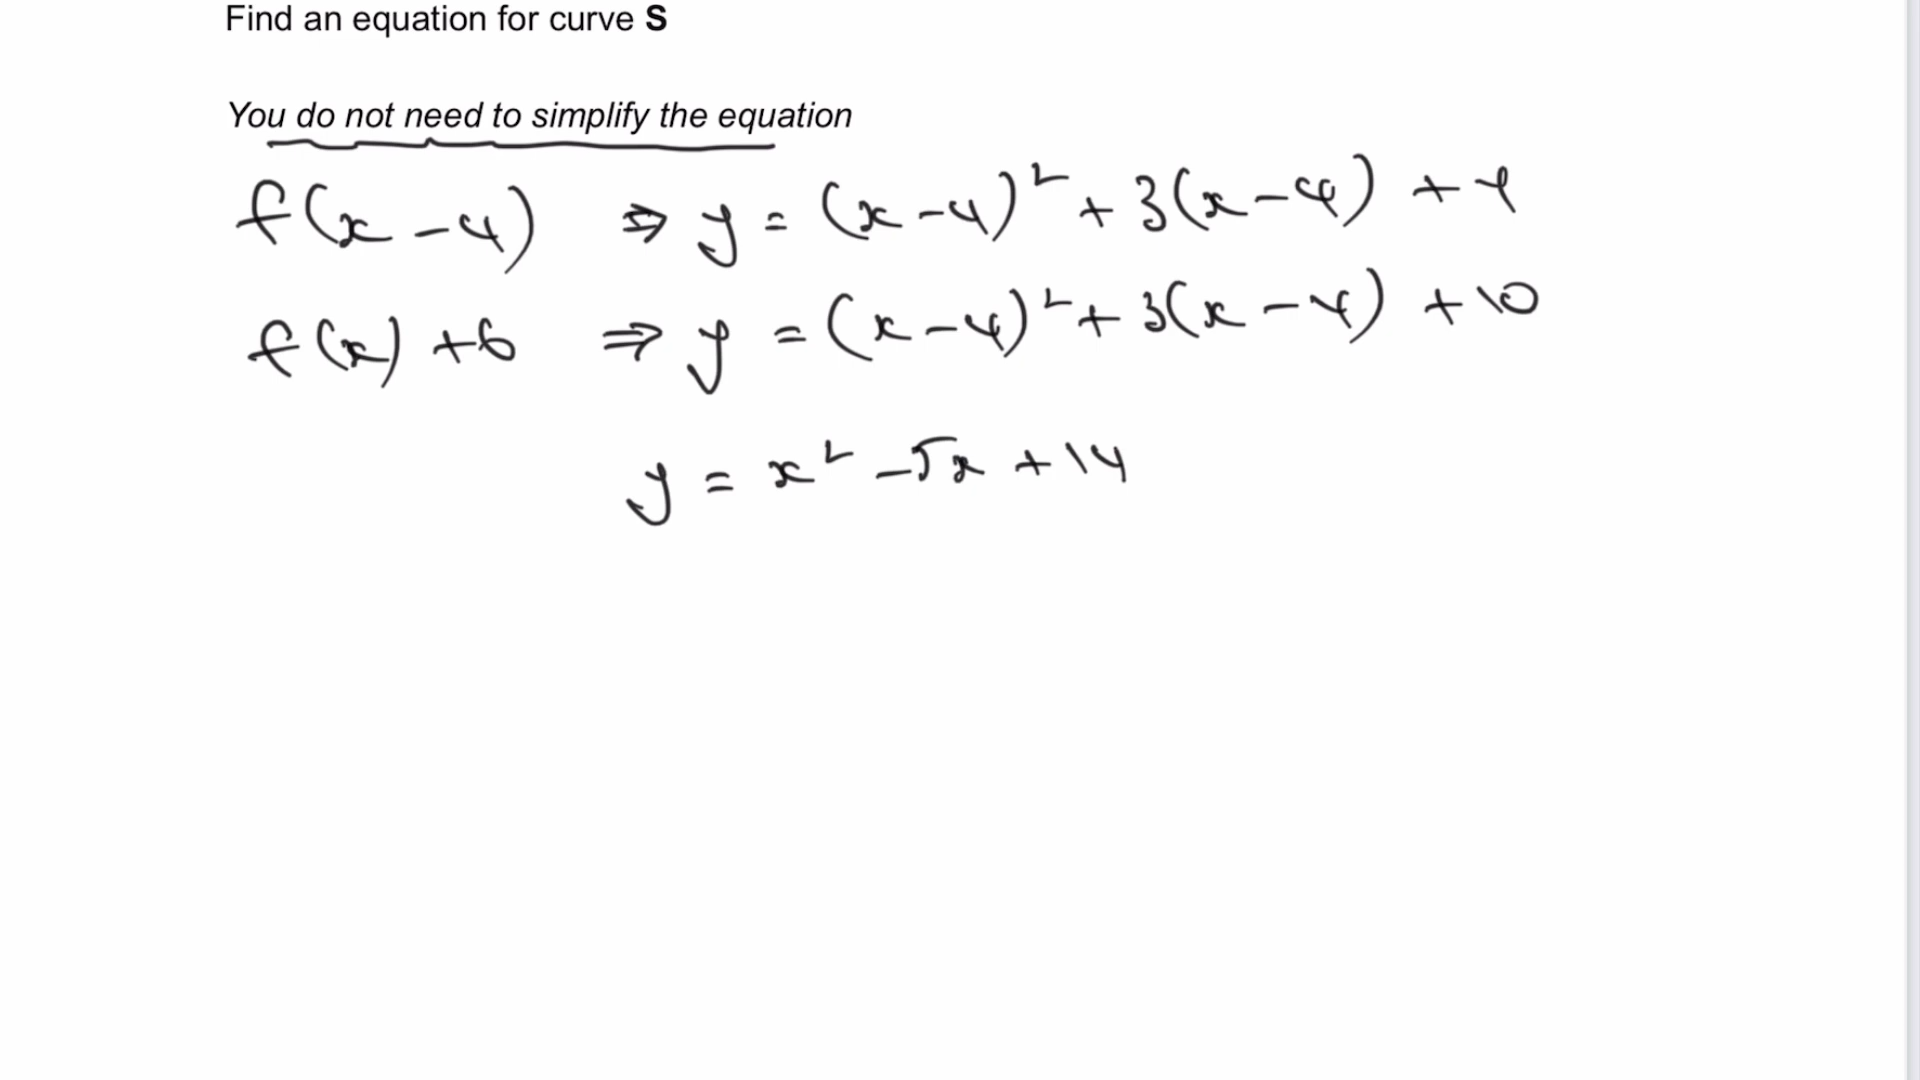 Find an equation for curve S
You do not need to simplify the equation
f(x-4) ⇒ y = (x-4)² + 3(x-4) + 4
f(x) + 6 ⇒ y = (x-4)² + 3(x-4) + 10
y = x² - 5x + 14